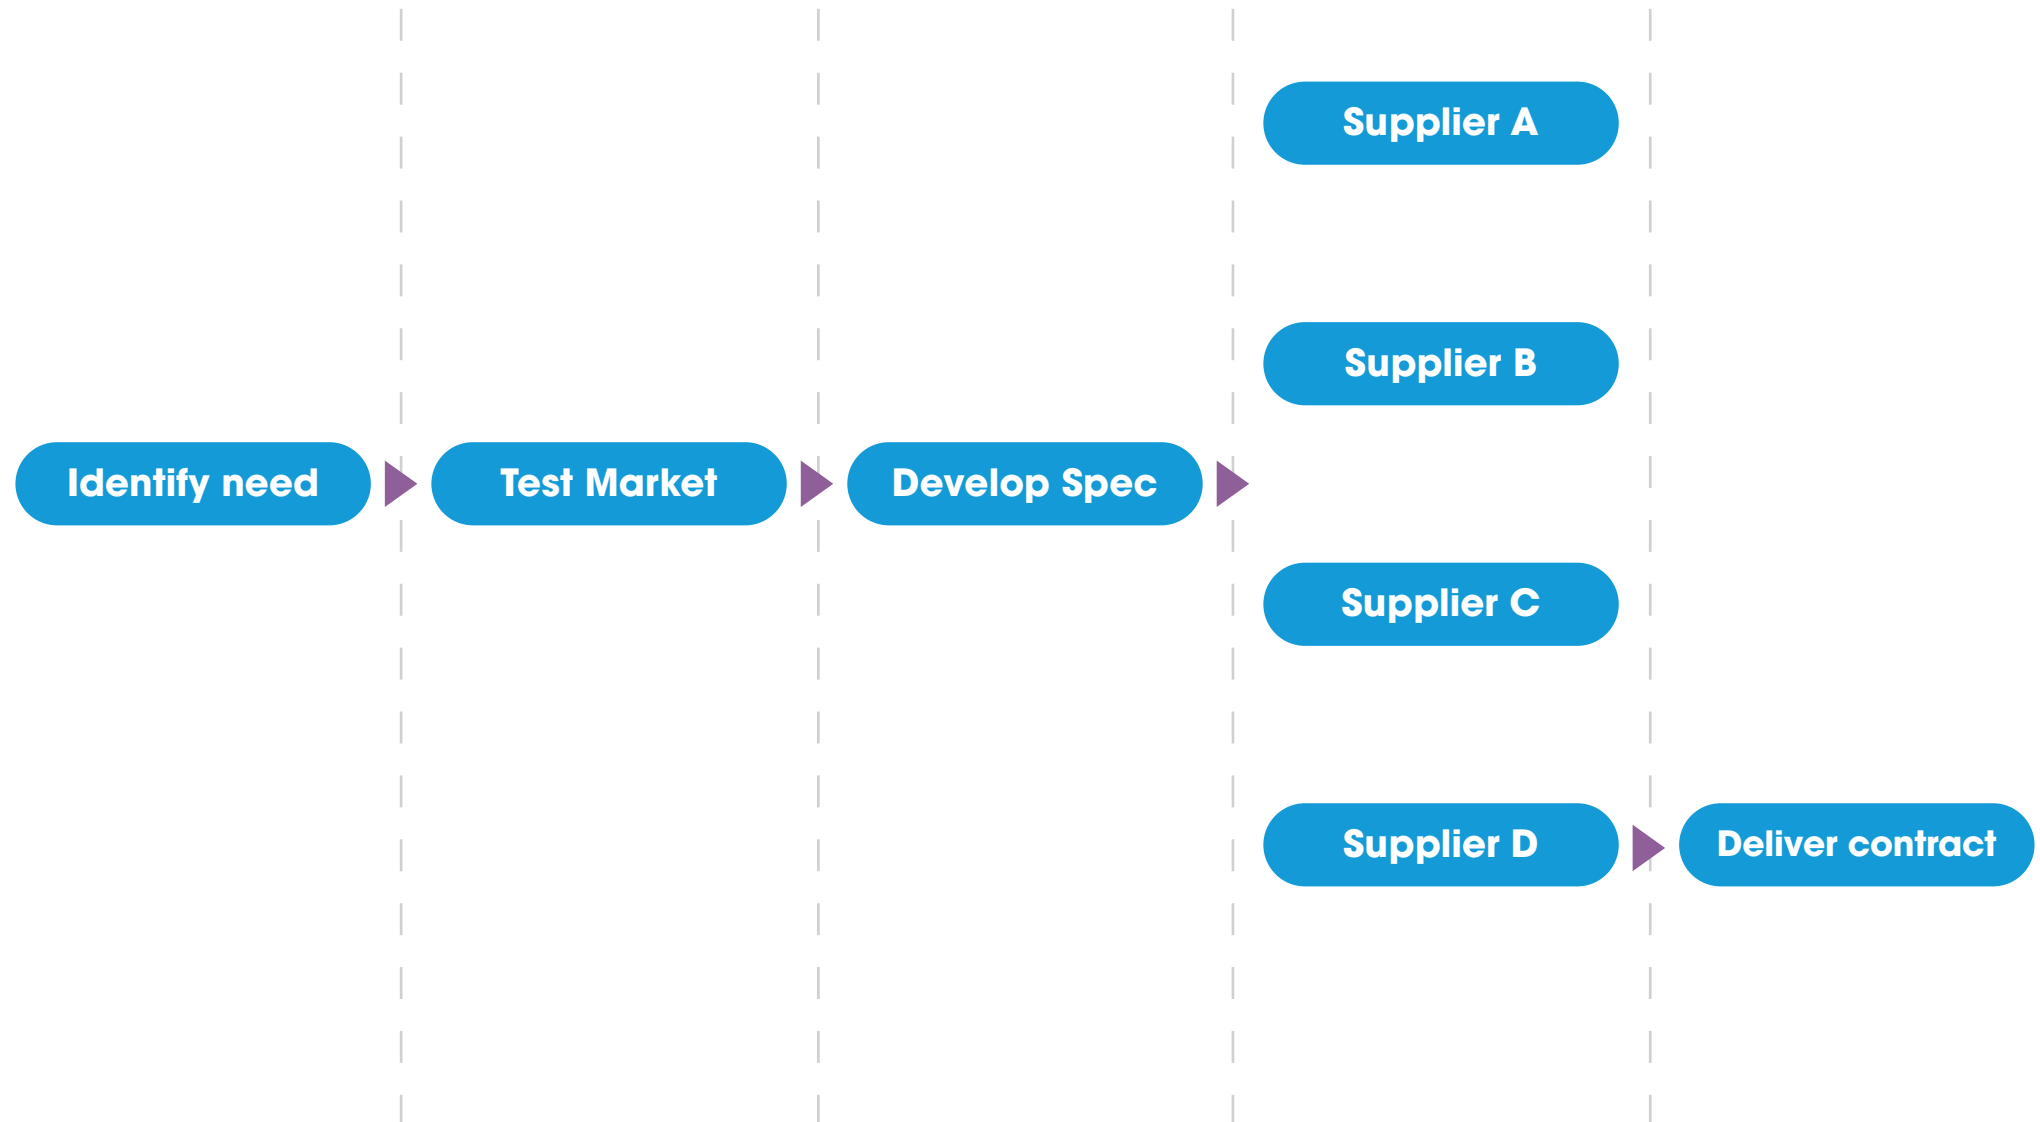 Identify need
Test Market
Develop Spec
Supplier A
Supplier B
Supplier C
Supplier D
Deliver contract